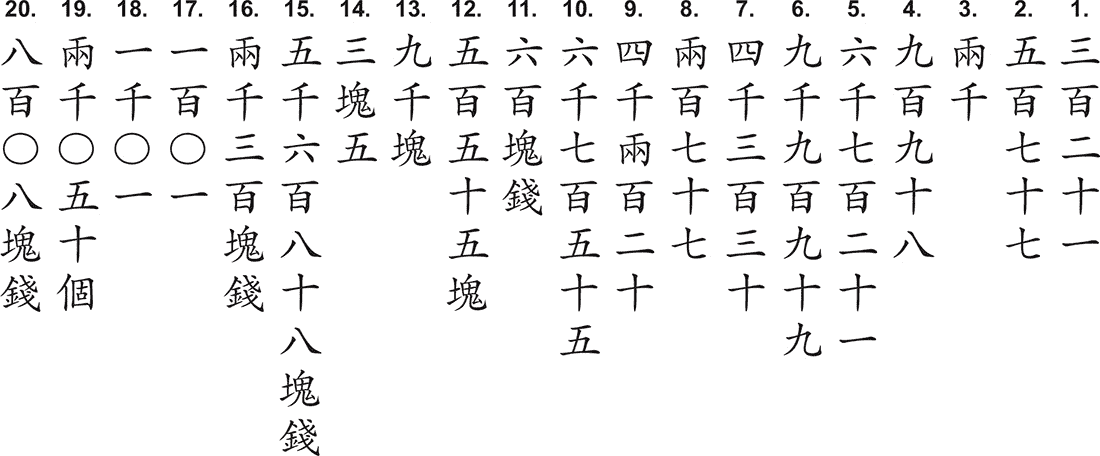 1. 三百二十一
2. 五百七十七
3. 兩千
4. 九百九十八
5. 六千七百二十一
6. 九千九百九十九
7. 四千三百三十
8. 兩百七十七
9. 四千兩百二十
10. 六千七百五十五
11. 六百塊錢
12. 五百五十五塊
13. 九千塊
14. 三塊五
15. 五千六百八十八塊錢
16. 兩千三百塊錢
17. 一百〇一
18. 一千〇一
19. 兩千〇五十個
20. 八百〇八塊錢